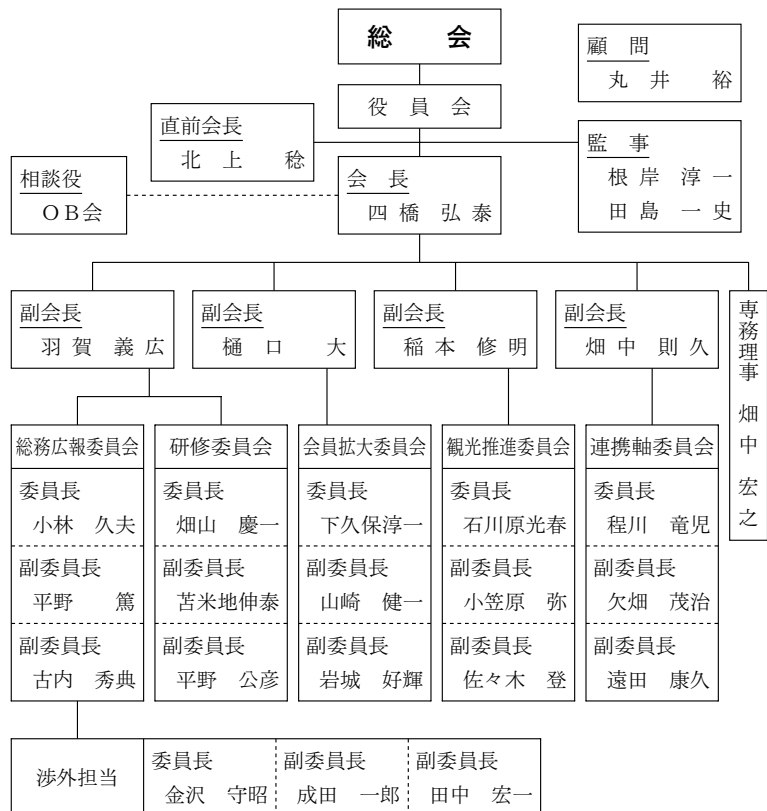 総　会
役 員 会
顧　問
丸 井　裕
直前会長
北 上　稔
監　事
根 岸 淳 一
田 島 一 史
相談役
ＯＢ会
会　長
四 橋 弘 泰
副会長
羽 賀 義 広
副会長
樋 口　大
副会長
稲 本 修 明
副会長
畑 中 則 久
専務理事　畑 中 宏 之
総務広報委員会
委員長
小林　久夫
副委員長
平野　篤
副委員長
古内　秀典
研修委員会
委員長
畑山　慶一
副委員長
苫米地伸泰
副委員長
平野　公彦
会員拡大委員会
委員長
下久保淳一
副委員長
山崎　健一
副委員長
岩城　好輝
観光推進委員会
委員長
石川原光春
副委員長
小笠原　弥
副委員長
佐々木　登
連携軸委員会
委員長
程川　竜児
副委員長
欠畑　茂治
副委員長
遠田　康久
渉外担当
委員長
金沢　守昭
副委員長
成田　一郎
副委員長
田中　宏一